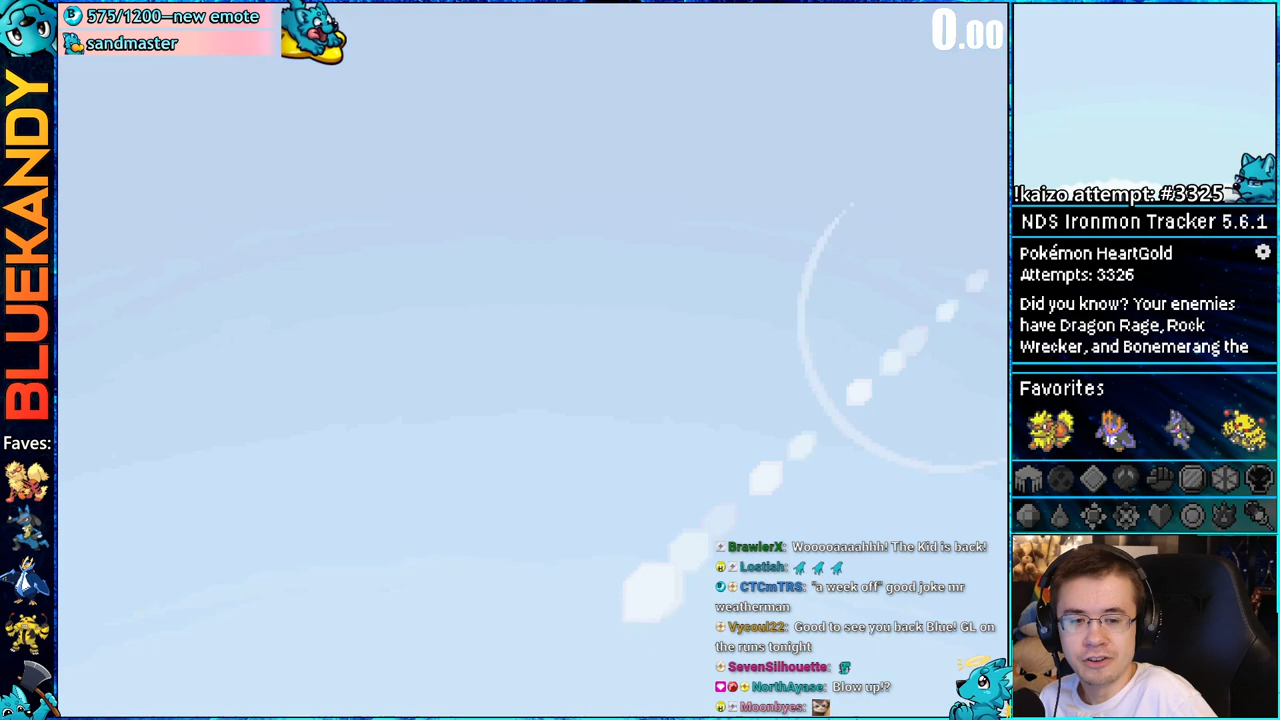 575/1200—new emote
sandmaster
0.00
BLUEKANDY
Faves:
!kaizo attempt: #3325
NDS Ironmon Tracker 5.6.1
Pokémon HeartGold
Attempts: 3326
Did you know? Your enemies
have Dragon Rage, Rock
Wrecker, and Bonemerang the
Favorites
BrawlerX: Wooooaaaahhh! The Kid is back!
Lostish:
CTCmTRS: "a week off" good joke mr
weatherman
Vycoul22: Good to see you back Blue! GL on
the runs tonight
SevenSilhouette:
NorthAyase: Blow up!?
Moonbyes: